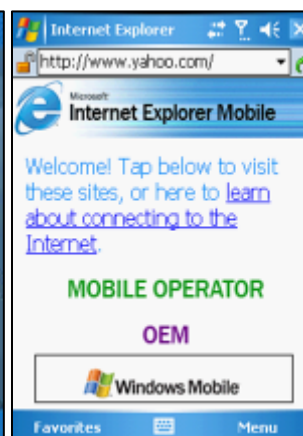 Internet Explorer
http://www.yahoo.com/
Microsoft
Internet Explorer Mobile
Welcome! Tap below to visit
these sites, or here to learn
about connecting to the
Internet.
MOBILE OPERATOR
OEM
Windows Mobile
Favorites Menu